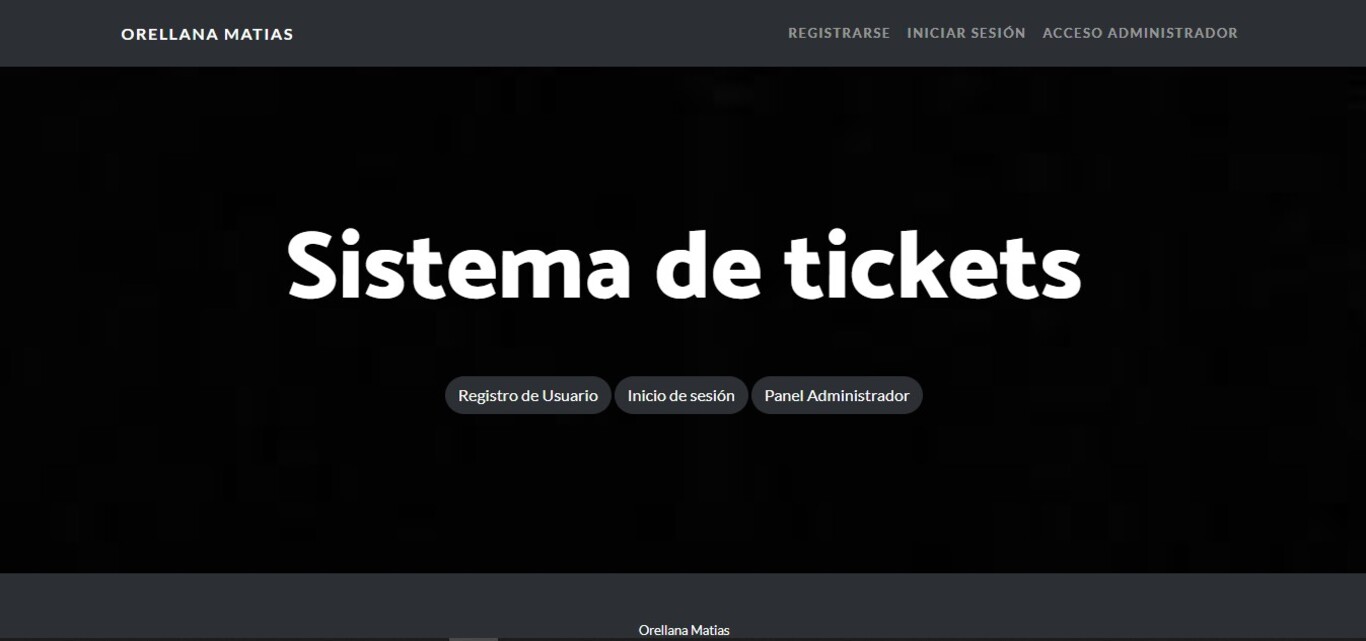 ORELLANA MATIAS
REGISTRARSE INICIAR SESIÓN ACCESO ADMINISTRADOR
Sistema de tickets
Registro de Usuario Inicio de sesión Panel Administrador
Orellana Matias